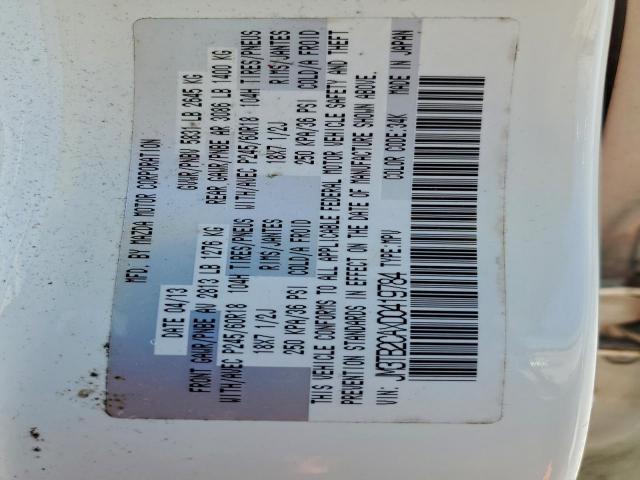 MFD. BY MAZDA MOTOR CORPORATION
DATE 04/13 GVWR/PNBV 5831 LB 2645 KG
FRONT GAWR/PNBE AV 2813 LB 1276 KG REAR GAWR/PNBE AR 3086 LB 1400 KG
WITH/AVEC P245/60R18 104H TIRES/PNEUS WITH/AVEC P245/60R18 104H TIRES/PNEUS
18X7 1/2J RIMS/JANTES 18X7 1/2J RIMS/JANTES
250 KPA/36 PSI COLD/A FROID 250 KPA/36 PSI COLD/A FROID
THIS VEHICLE CONFORMS TO ALL APPLICABLE FEDERAL MOTOR VEHICLE SAFETY AND THEFT
PREVENTION STANDARDS IN EFFECT ON THE DATE OF MANUFACTURE SHOWN ABOVE.
VIN: JM3TB2CAXD0419784 TYPE:MPV COLOR CODE:34K MADE IN JAPAN